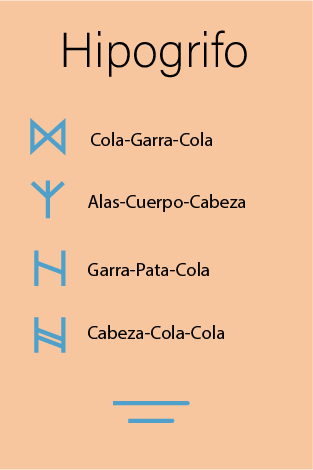 Hipogrifo
ᛞ Cola-Garra-Cola
ᛉ Alas-Cuerpo-Cabeza
ᚺ Garra-Pata-Cola
ᚻ Cabeza-Cola-Cola